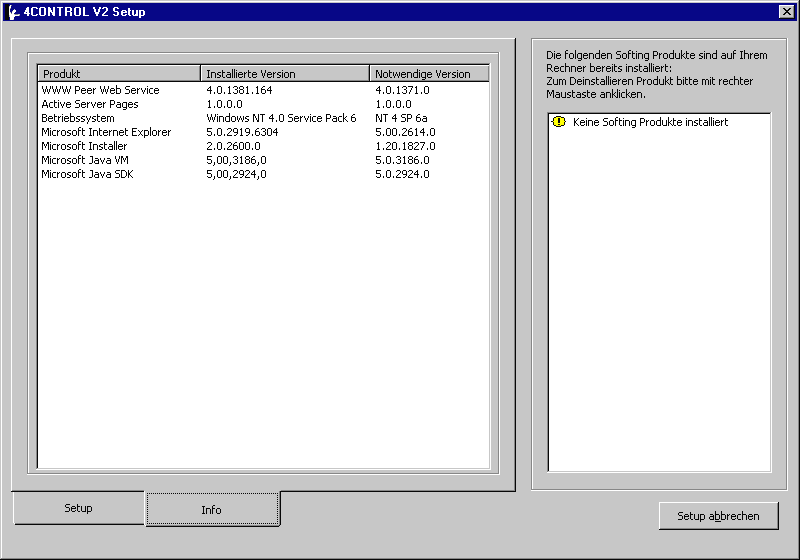 4CONTROL V2 Setup
Produkt Installierte Version Notwendige Version
WWW Peer Web Service 4.0.1381.164 4.0.1371.0
Active Server Pages 1.0.0.0 1.0.0.0
Betriebssystem Windows NT 4.0 Service Pack 6 NT 4 SP 6a
Microsoft Internet Explorer 5.0.2919.6304 5.00.2614.0
Microsoft Installer 2.0.2600.0 1.20.1827.0
Microsoft Java VM 5,00,3186,0 5.0.3186.0
Microsoft Java SDK 5,00,2924,0 5.0.2924.0
Die folgenden Softing Produkte sind auf Ihrem
Rechner bereits installiert:
Zum Deinstallieren Produkt bitte mit rechter
Maustaste anklicken.
Keine Softing Produkte installiert
Setup Info
Setup abbrechen